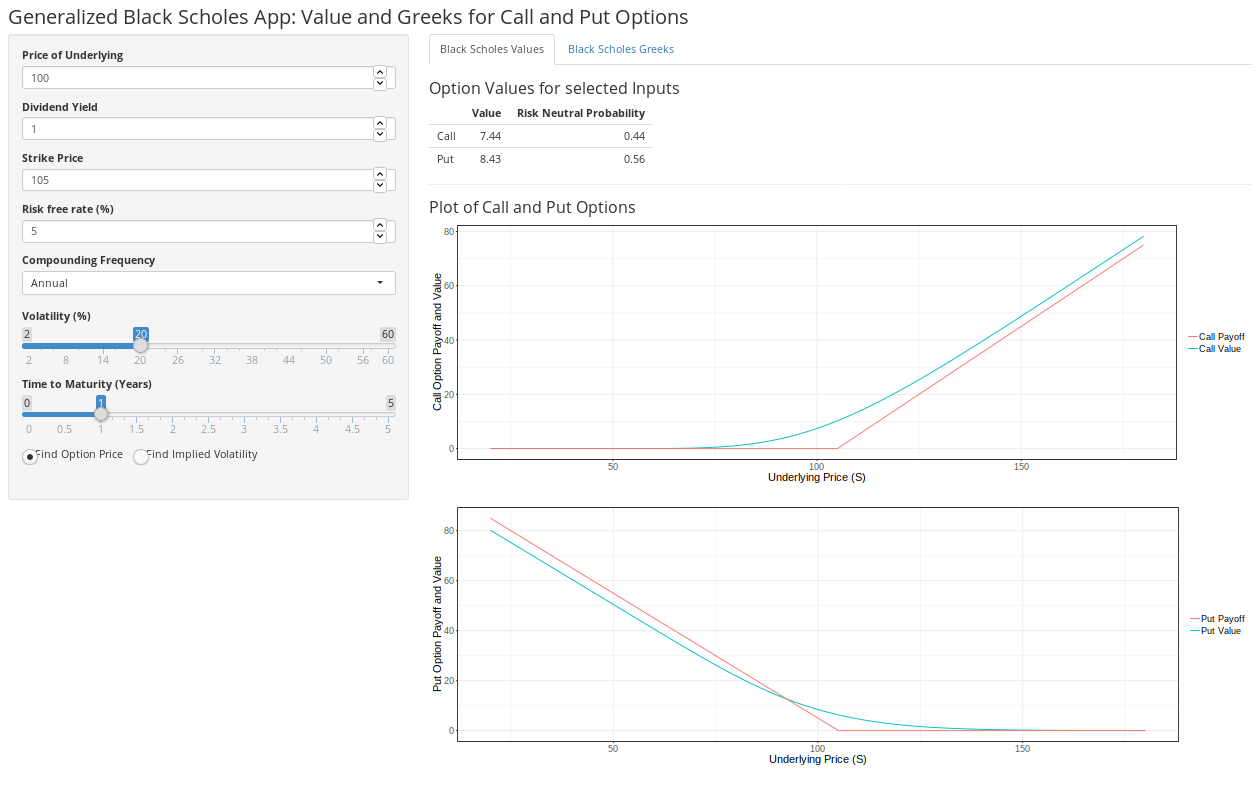 Generalized Black Scholes App: Value and Greeks for Call and Put Options
Price of Underlying
100
Dividend Yield
1
Strike Price
105
Risk free rate (%)
5
Compounding Frequency
Annual
Volatility (%)
2 20 60
2 8 14 20 26 32 38 44 50 56 60
Time to Maturity (Years)
0 1 5
0 0.5 1 1.5 2 2.5 3 3.5 4 4.5 5
Find Option Price Find Implied Volatility
Black Scholes Values Black Scholes Greeks
Option Values for selected Inputs
Value Risk Neutral Probability
Call 7.44 0.44
Put 8.43 0.56
Plot of Call and Put Options
Call Option Payoff and Value
80
60
40
20
0
50 100 150
Underlying Price (S)
Call Payoff
Call Value
Put Option Payoff and Value
80
60
40
20
0
50 100 150
Underlying Price (S)
Put Payoff
Put Value